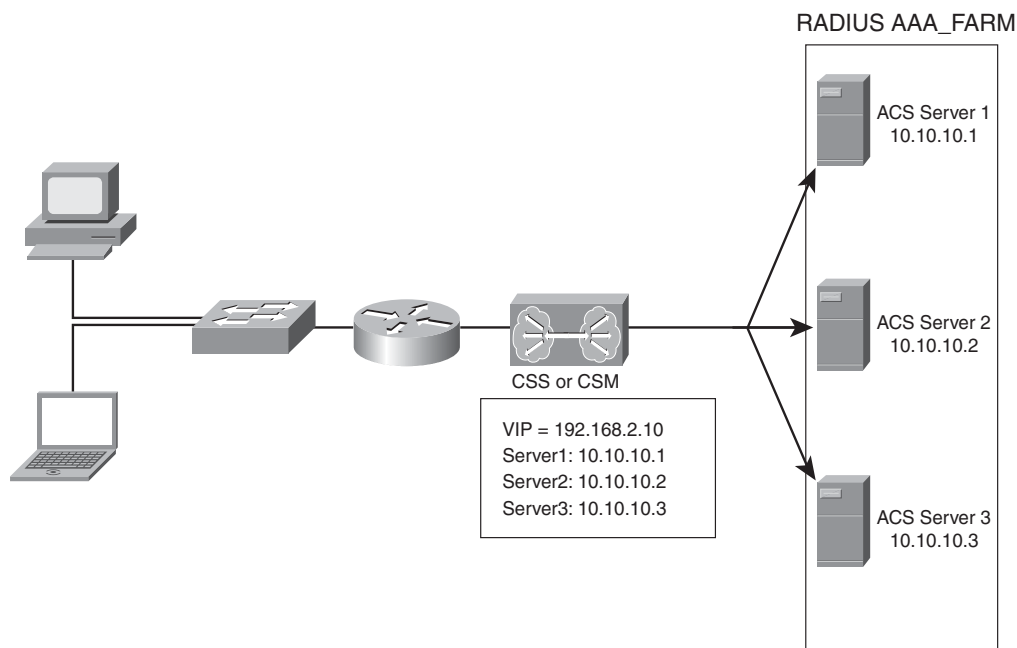 RADIUS AAA_FARM
ACS Server 1
10.10.10.1
ACS Server 2
10.10.10.2
CSS or CSM
VIP = 192.168.2.10
Server1: 10.10.10.1
Server2: 10.10.10.2
Server3: 10.10.10.3
ACS Server 3
10.10.10.3